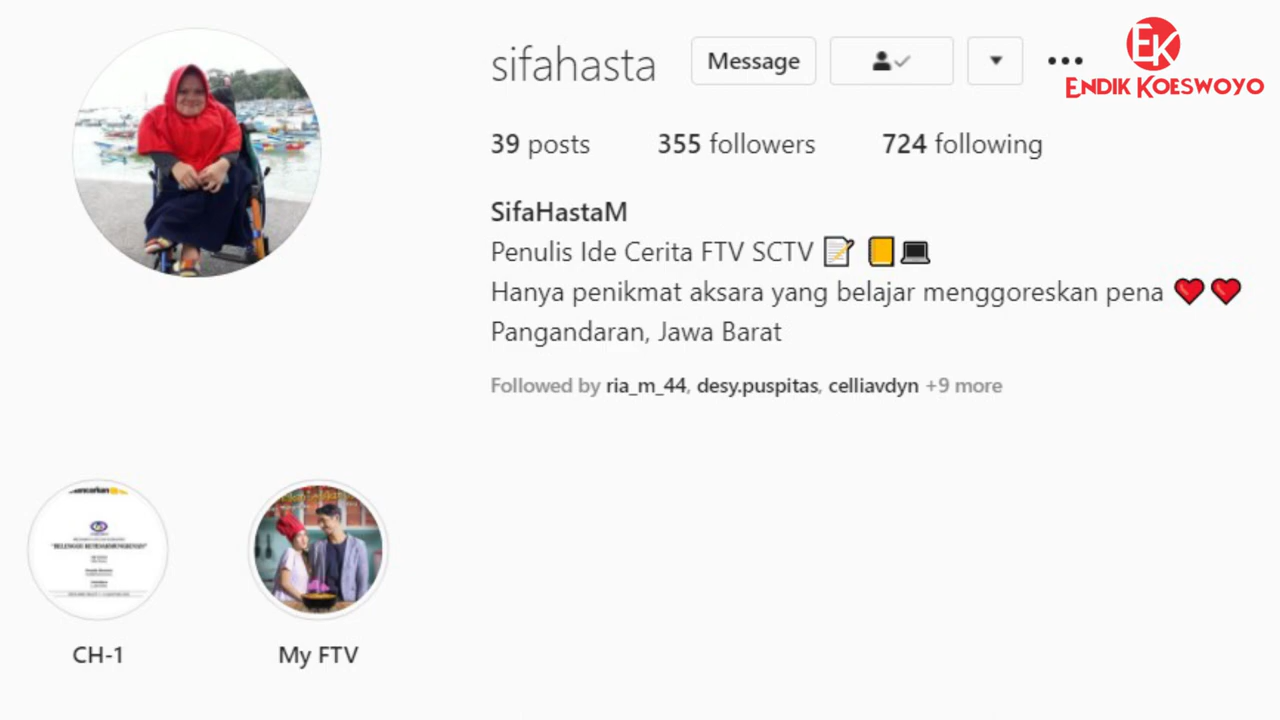 sifahasta
Message
EK
ENDIK KOESWOYO
39 posts
355 followers
724 following
SifaHastaM
Penulis Ide Cerita FTV SCTV 📝 📒💻
Hanya penikmat aksara yang belajar menggoreskan pena ❤️❤️
Pangandaran, Jawa Barat
Followed by ria_m_44, desy.puspitas, celliavdyn +9 more
CH-1
My FTV